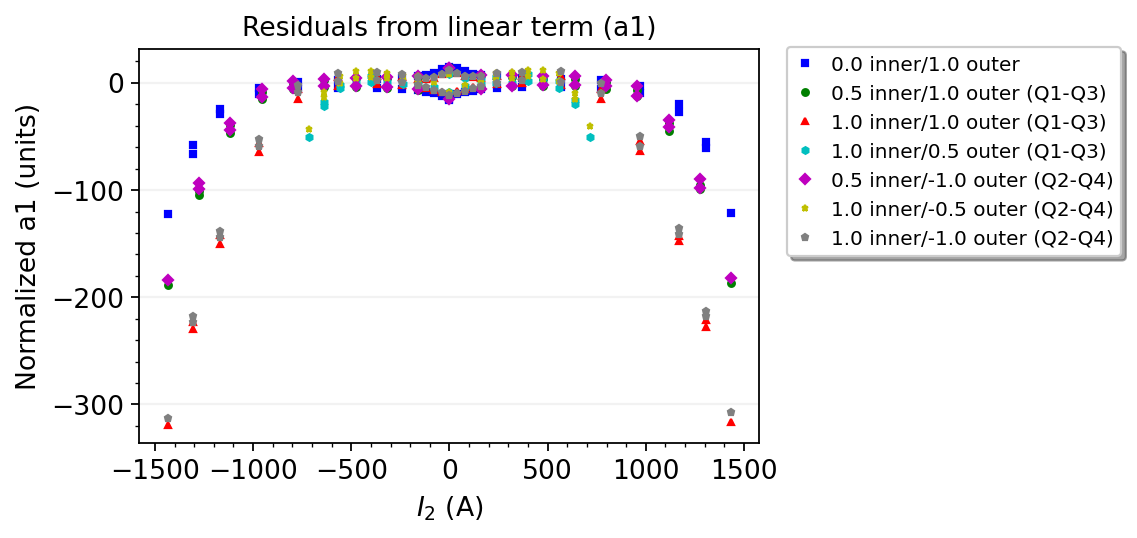 Residuals from linear term (a1)
Normalized a1 (units)
0
−100
−200
−300
−1500 −1000 −500 0 500 1000 1500
I2 (A)
0.0 inner/1.0 outer
0.5 inner/1.0 outer (Q1-Q3)
1.0 inner/1.0 outer (Q1-Q3)
1.0 inner/0.5 outer (Q1-Q3)
0.5 inner/-1.0 outer (Q2-Q4)
1.0 inner/-0.5 outer (Q2-Q4)
1.0 inner/-1.0 outer (Q2-Q4)